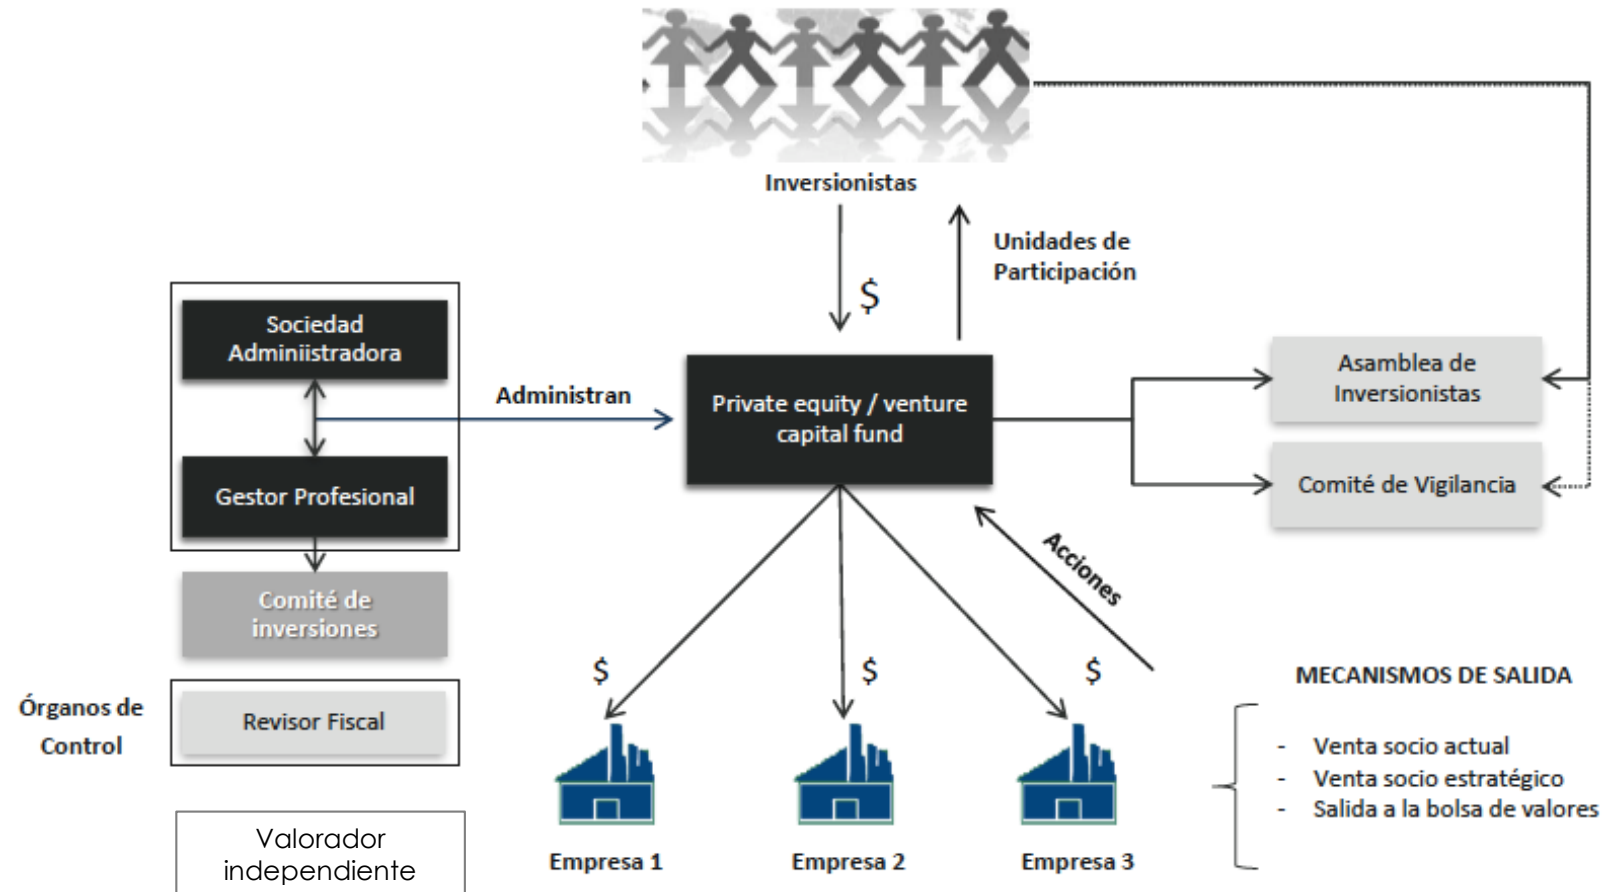 Inversionistas
$
Unidades de
Participación
Sociedad
Adminiistradora
Administran
Gestor Profesional
Private equity / venture
capital fund
Asamblea de
Inversionistas
Comité de Vigilancia
Comité de
inversiones
Acciones
Órganos de
Control
Revisor Fiscal
Valorador
independiente
$
$
$
Empresa 1
Empresa 2
Empresa 3
MECANISMOS DE SALIDA
- Venta socio actual
- Venta socio estratégico
- Salida a la bolsa de valores